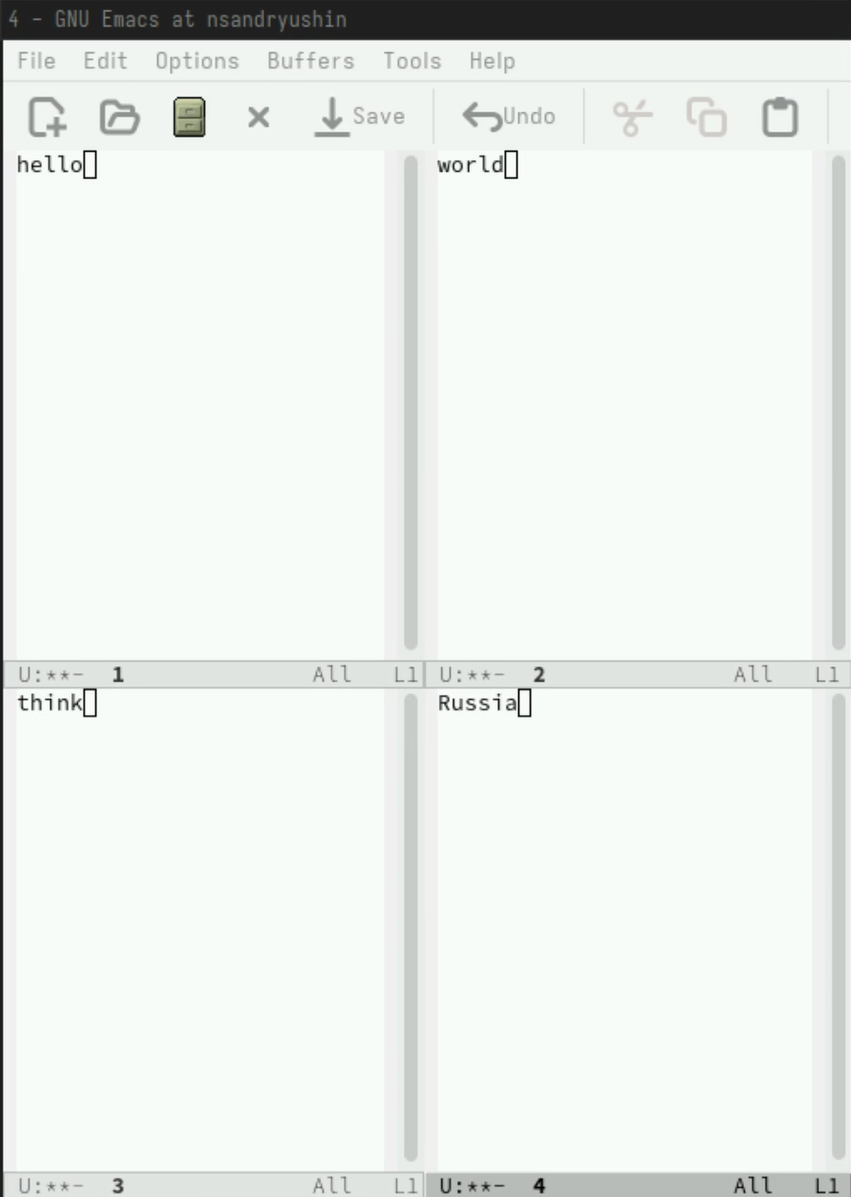 4 - GNU Emacs at nsandryushin
File Edit Options Buffers Tools Help
Save Undo
hello
U:**- 1 All L1
world
U:**- 2 All L1
think
U:**- 3 All L1
Russia
U:**- 4 All L1